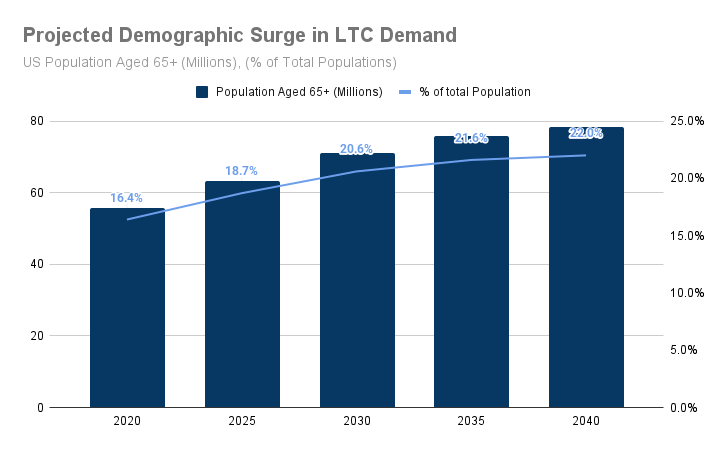 Projected Demographic Surge in LTC Demand
US Population Aged 65+ (Millions), (% of Total Populations)
Population Aged 65+ (Millions) % of total Population
80 25.0%
16.4% 18.7% 20.6% 21.6% 22.0%
20.0%
60
15.0%
40
10.0%
20
5.0%
0 0.0%
2020 2025 2030 2035 2040